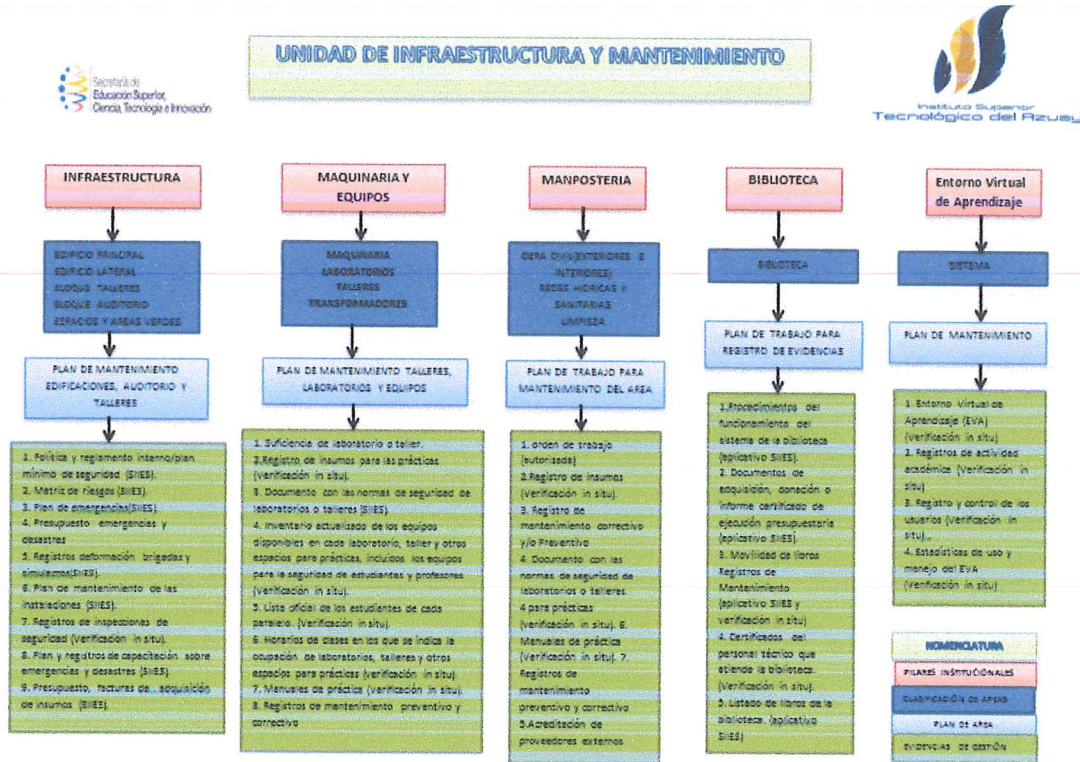 UNIDAD DE INFRAESTRUCTURA Y MANTENIMIENTO
Secretaría de
Educación Superior,
Ciencia, Tecnología e Innovación
Instituto Superior
Tecnológico del Azuay
INFRAESTRUCTURA
EDIFICIO PRINCIPAL
EDIFICIO LATERAL
BLOQUE TALLERES
BLOQUE AUDITORIO
ESPACIOS Y AREAS VERDES
PLAN DE MANTENIMIENTO
EDIFICACIONES, AUDITORIO Y
TALLERES
1. Política y reglamento interno/plan
mínimo de seguridad (SIIES).
2. Matriz de riesgos (SIIES).
3. Plan de emergencias(SIIES).
4. Presupuesto emergencias y
desastres
5. Registros deformación brigadas y
simulacros(SIIES).
6. Plan de mantenimiento de las
instalaciones (SIIES).
7. Registros de inspecciones de
seguridad (Verificación in situ).
8. Plan y registros de capacitación sobre
emergencias y desastres (SIIES).
9. Presupuesto, facturas de adquisición
de insumos (SIIES).
MAQUINARIA Y
EQUIPOS
MAQUINARIA
LABORATORIOS
TALLERES
TRANSFORMADORES
PLAN DE MANTENIMIENTO TALLERES,
LABORATORIOS Y EQUIPOS
1. Suficiencia de laboratorio o taller.
2.Registro de insumos para las prácticas
(Verificación in situ).
3. Documento con las normas de seguridad de
laboratorios o talleres (SIIES).
4. Inventario actualizado de los equipos
disponibles en cada laboratorio, taller y otros
espacios para prácticas, incluidos los equipos
para la seguridad de estudiantes y profesores
(Verificación in situ).
5. Lista oficial de los estudiantes de cada
paralelo. (Verificación in situ).
6. Horarios de clases en los que se indica la
ocupación de laboratorios, talleres y otros
espacios para prácticas (verificación in situ).
7. Manuales de práctica (Verificación in situ).
8. Registros de mantenimiento preventivo y
correctivo
MANPOSTERIA
OBRA CIVIL(EXTERIORES E
INTERIORES)
REDES HIDRICAS Y
SANITARIAS
LIMPIEZA
PLAN DE TRABAJO PARA
MANTENIMIENTO DEL AREA
1. orden de trabajo
(autorizada)
2.Registro de insumos
(Verificación in situ).
3. Registro de
mantenimiento correctivo
y/o Preventivo
4. Documento con las
normas de seguridad de
laboratorios o talleres.
4 para prácticas
(Verificación in situ). 6.
Manuales de práctica
(Verificación in situ). 7.
Registros de
mantenimiento
preventivo y correctivo
5.Acreditación de
proveedores externos
BIBLIOTECA
BIBLIOTECA
PLAN DE TRABAJO PARA
REGISTRO DE EVIDENCIAS
1.Procedimientos del
funcionamiento del
sistema de la biblioteca
(aplicativo SIIES).
2. Documentos de
adquisición, donación o
informe certificado de
ejecución presupuestaria
(aplicativo SIIES).
3. Movilidad de libros
Registros de
Mantenimiento
(aplicativo SIIES y
verificación in situ)
4. Certificados del
personal técnico que
atiende la biblioteca.
(Verificación in situ).
5. Listado de libros de la
biblioteca. (aplicativo
SIIES)
Entorno Virtual
de Aprendizaje
SISTEMA
PLAN DE MANTENIMIENTO
1. Entorno Virtual de
Aprendizaje (EVA)
(Verificación in situ)
2. Registros de actividad
académica (Verificación in
situ)
3. Registro y control de los
usuarios (Verificación in
situ)..
4. Estadísticas de uso y
manejo del EVA
(Verificación in situ)
NOMENCLATURA
PILARES INSTITUCIONALES
CLASIFICACIÓN DE AREAS
PLAN DE AREA
EVIDENCIAS DE GESTIÓN